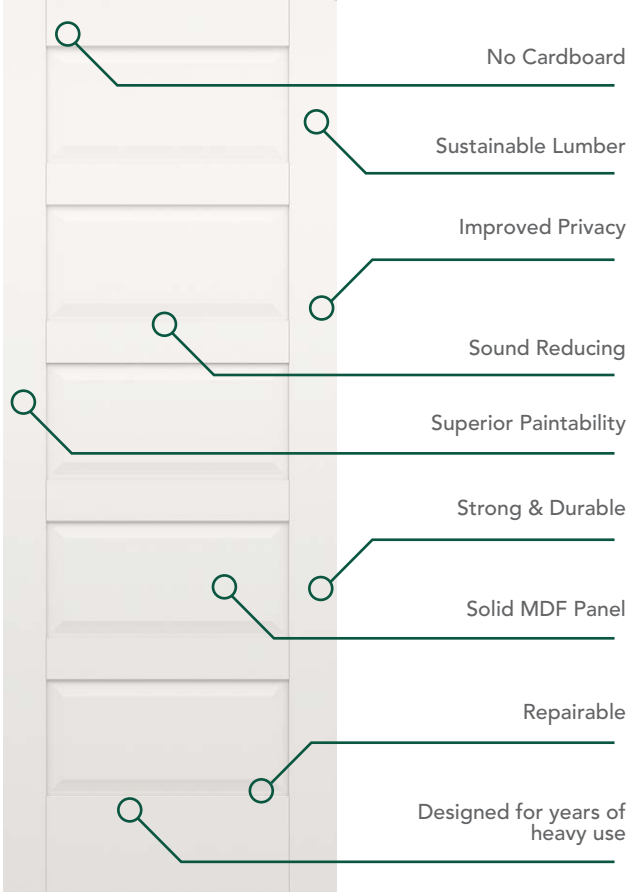 No Cardboard
Sustainable Lumber
Improved Privacy
Sound Reducing
Superior Paintability
Strong & Durable
Solid MDF Panel
Repairable
Designed for years of
heavy use